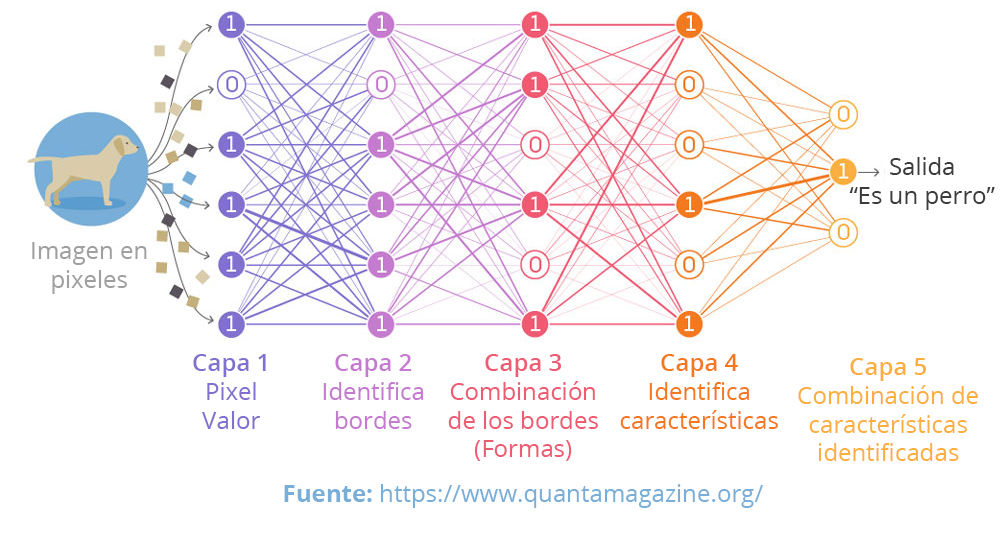 1 1 1 1
0 0 1 0
0
1 1 0 0
Imagen en
pixeles
1 Salida
“Es un perro”
1 1 1 1
0
1 1 0 0
1 1 1 1
Capa 1
Pixel
Valor
Capa 2
Identifica
bordes
Capa 3
Combinación
de los bordes
(Formas)
Capa 4
Identifica
características
Capa 5
Combinación de
características
identificadas
Fuente: https://www.quantamagazine.org/